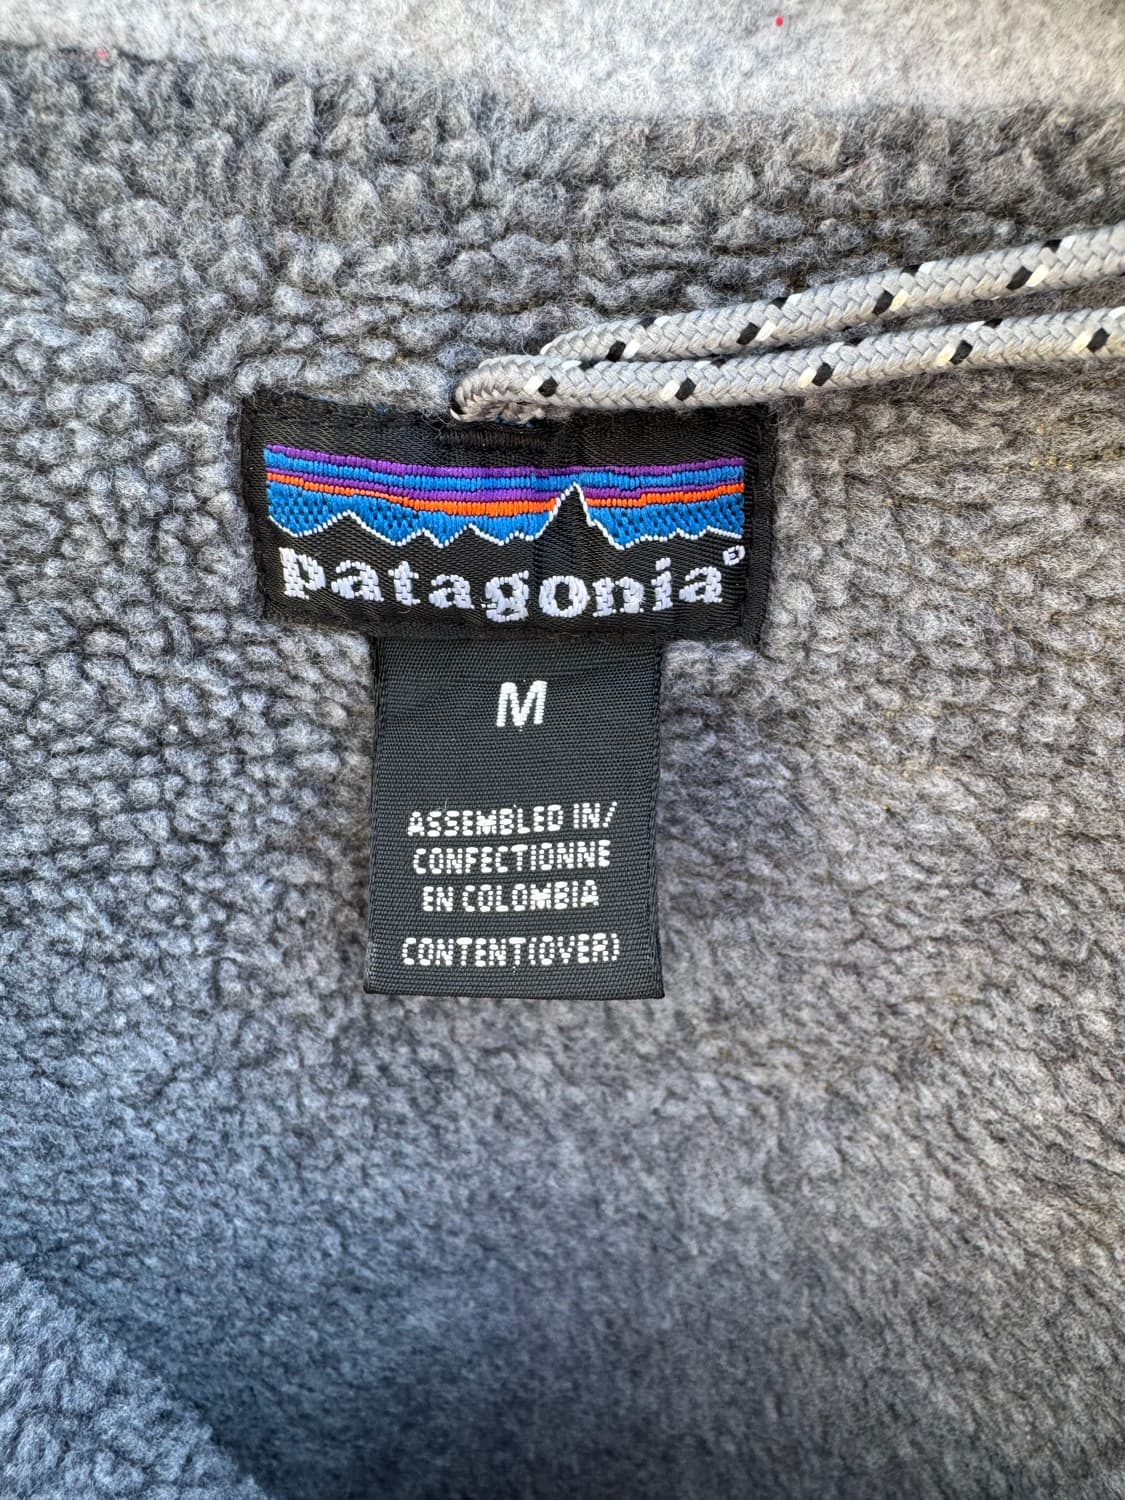 patagonia®
M
ASSEMBLED IN/
CONFECTIONNE
EN COLOMBIA
CONTENT(OVER)